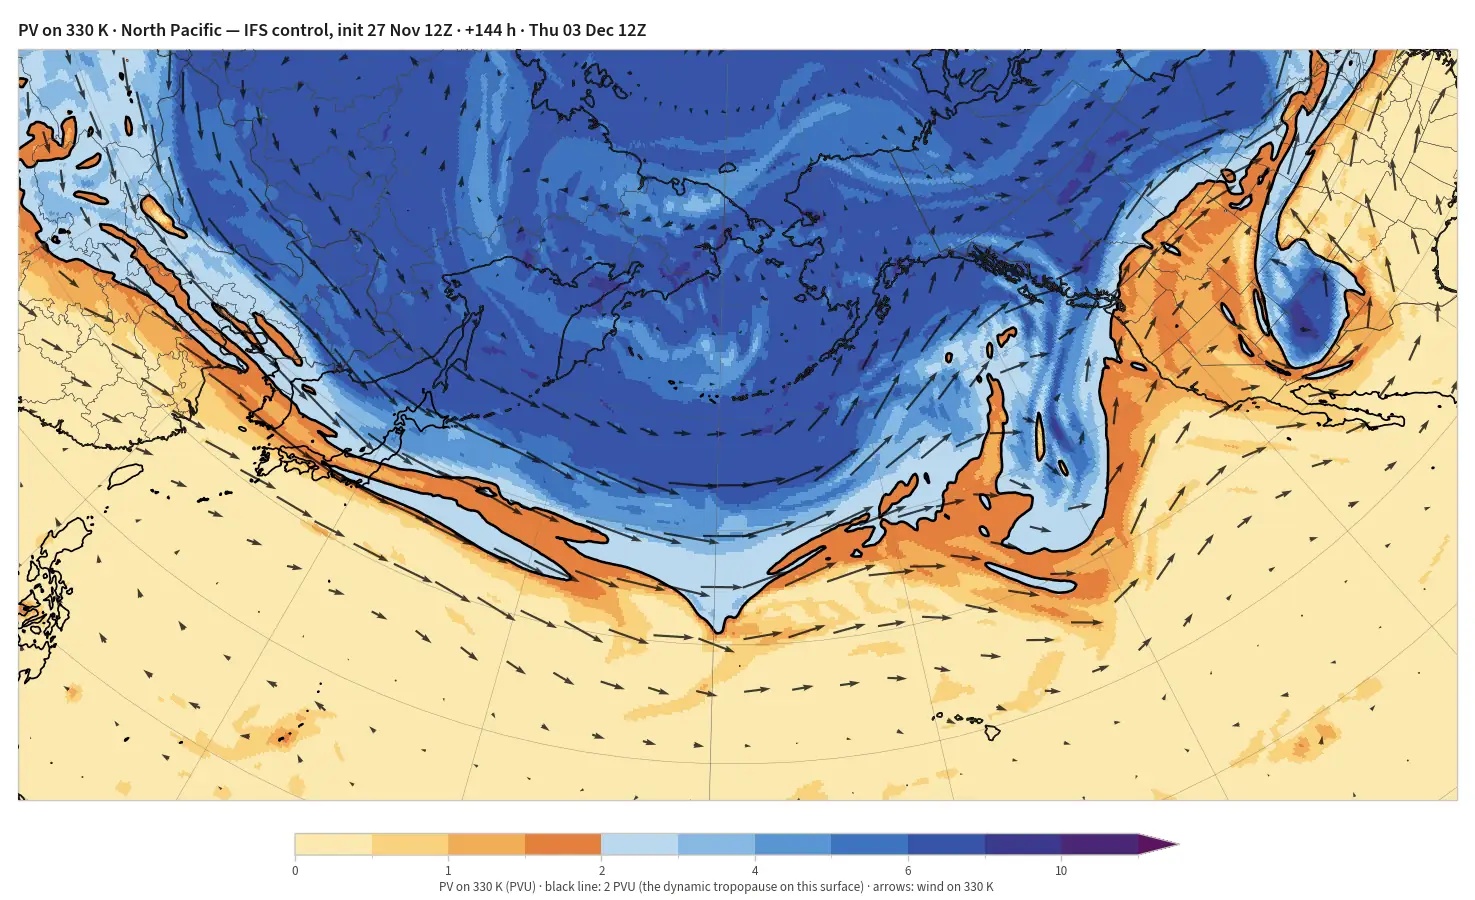 PV on 330 K · North Pacific — IFS control, init 27 Nov 12Z · +144 h · Thu 03 Dec 12Z
0 1 2 4 6 10
PV on 330 K (PVU) · black line: 2 PVU (the dynamic tropopause on this surface) · arrows: wind on 330 K